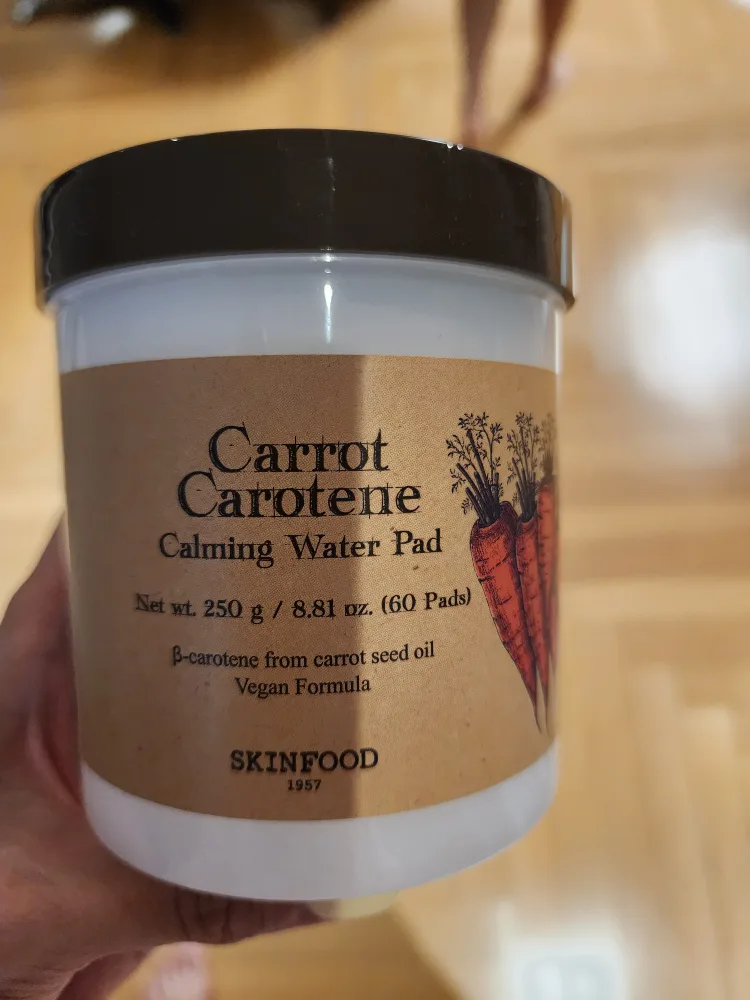 Carrot
Carotene
Calming Water Pad
Net wt. 250 g / 8.81 oz. (60 Pads)
β-carotene from carrot seed oil
Vegan Formula
SKINFOOD
1957